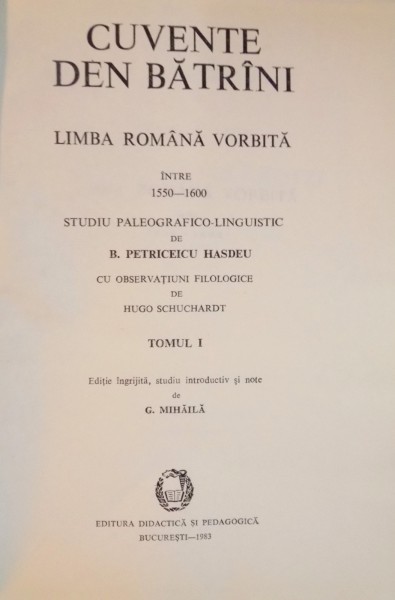 CUVENTE
DEN BĂTRÎNI
LIMBA ROMÂNĂ VORBITĂ
ÎNTRE
1550—1600
STUDIU PALEOGRAFICO-LINGUISTIC
DE
B. PETRICEICU HASDEU
CU OBSERVAȚIUNI FILOLOGICE
DE
HUGO SCHUCHARDT
TOMUL I
Ediție îngrijită, studiu introductiv și note
de
G. MIHĂILĂ
EDITURA DIDACTICĂ ȘI PEDAGOGICĂ
BUCUREȘTI—1983